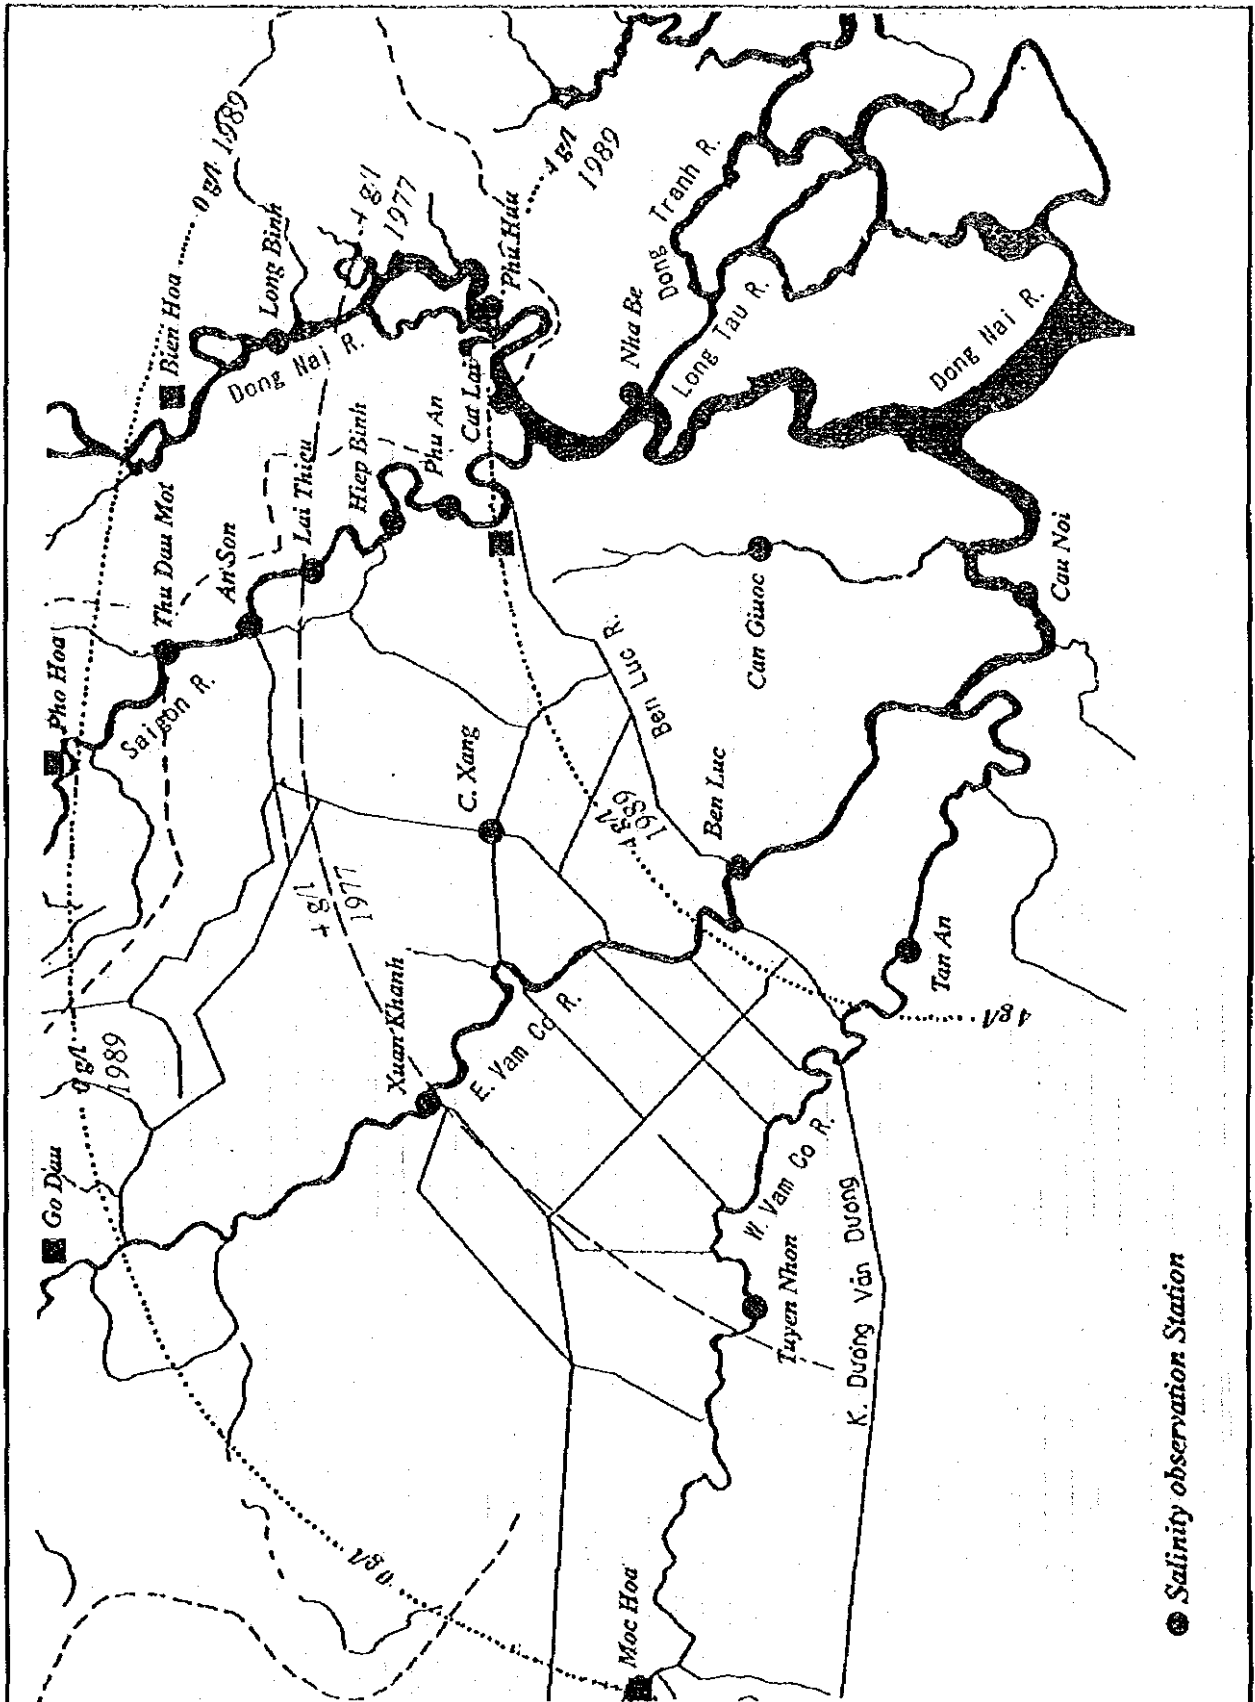 Go Dau
0 g/l
1989
Pho Hoa
Saigon R.
Thu Dau Mot
An Son
Lai Thieu
Hiep Binh
Phu An
Cat Lai
Bien Hoa
0 g/l 1989
Long Binh
Dong Nai R.
4 g/l
1977
Phú Hứu
4 g/l
1989
Dong Tranh R.
Nha Be
Long Tau R.
Dong Nai R.
Xuan Khanh
4 g/l
1977
C. Xang
E. Vam Co R.
4 g/l
1989
Ben Luc R.
Ben Luc
Can Giuoc
Cau Noi
Moc Hoa
0 g/l
Tuyen Nhon
W. Vam Co R.
K. Dương Văn Dương
4 g/l
Tan An
Salinity observation Station